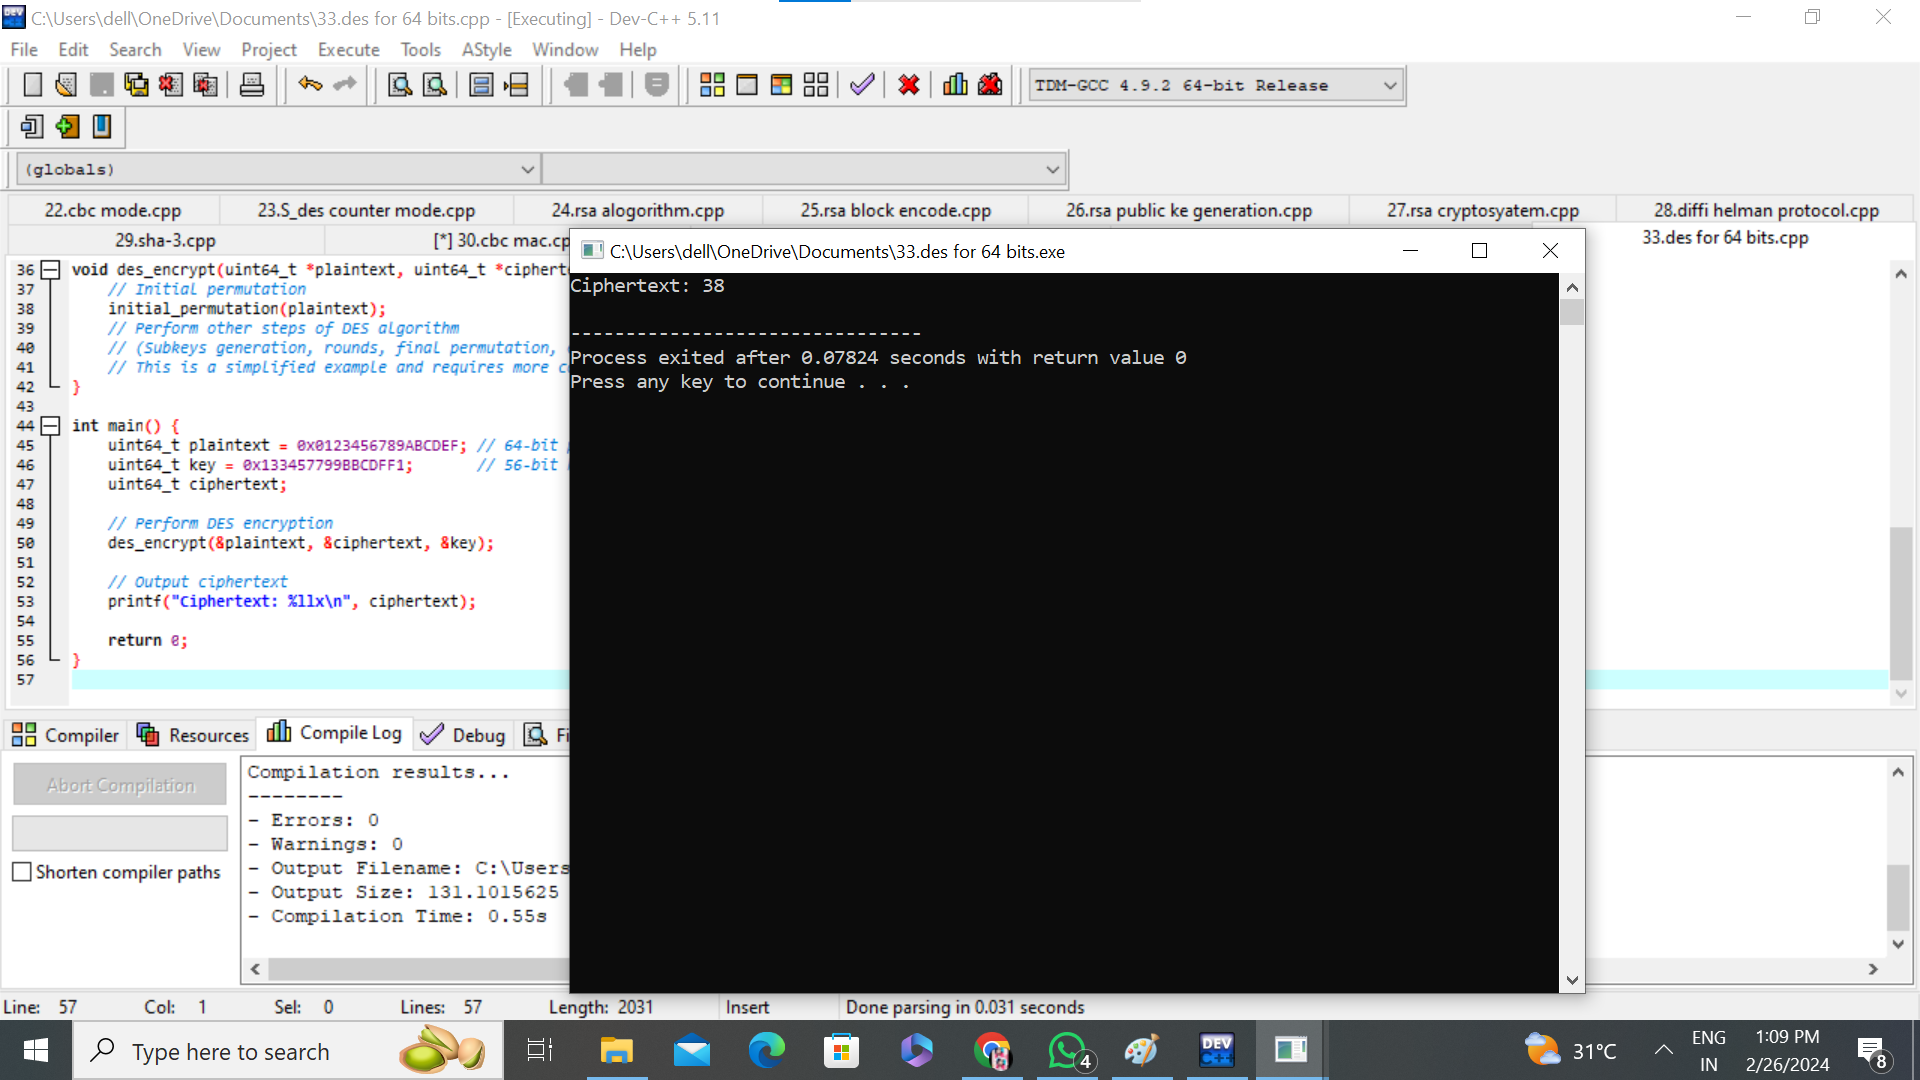 C:\Users\dell\OneDrive\Documents\33.des for 64 bits.cpp - [Executing] - Dev-C++ 5.11
File Edit Search View Project Execute Tools AStyle Window Help
TDM-GCC 4.9.2 64-bit Release
(globals)
22.cbc mode.cpp 23.S_des counter mode.cpp 24.rsa alogorithm.cpp 25.rsa block encode.cpp 26.rsa public ke generation.cpp 27.rsa cryptosyatem.cpp 28.diffi helman protocol.cpp
29.sha-3.cpp [*] 30.cbc mac.cp 33.des for 64 bits.cpp
C:\Users\dell\OneDrive\Documents\33.des for 64 bits.exe
Ciphertext: 38
--------------------------------
Process exited after 0.07824 seconds with return value 0
Press any key to continue . . .
36 void des_encrypt(uint64_t *plaintext, uint64_t *cipherte
37 // Initial permutation
38 initial_permutation(plaintext);
39 // Perform other steps of DES algorithm
40 // (Subkeys generation, rounds, final permutation,
41 // This is a simplified example and requires more c
42 }
43
44 int main() {
45 uint64_t plaintext = 0x0123456789ABCDEF; // 64-bit
46 uint64_t key = 0x133457799BBCDFF1; // 56-bit
47 uint64_t ciphertext;
48
49 // Perform DES encryption
50 des_encrypt(&plaintext, &ciphertext, &key);
51
52 // Output ciphertext
53 printf("Ciphertext: %llx\n", ciphertext);
54
55 return 0;
56 }
57
Compiler Resources Compile Log Debug Fi
Abort Compilation
Shorten compiler paths
Compilation results...
--------
- Errors: 0
- Warnings: 0
- Output Filename: C:\Users
- Output Size: 131.1015625
- Compilation Time: 0.55s
Line: 57 Col: 1 Sel: 0 Lines: 57 Length: 2031 Insert Done parsing in 0.031 seconds
Type here to search
DEV C++
4
31°C
ENG IN
1:09 PM
2/26/2024
8